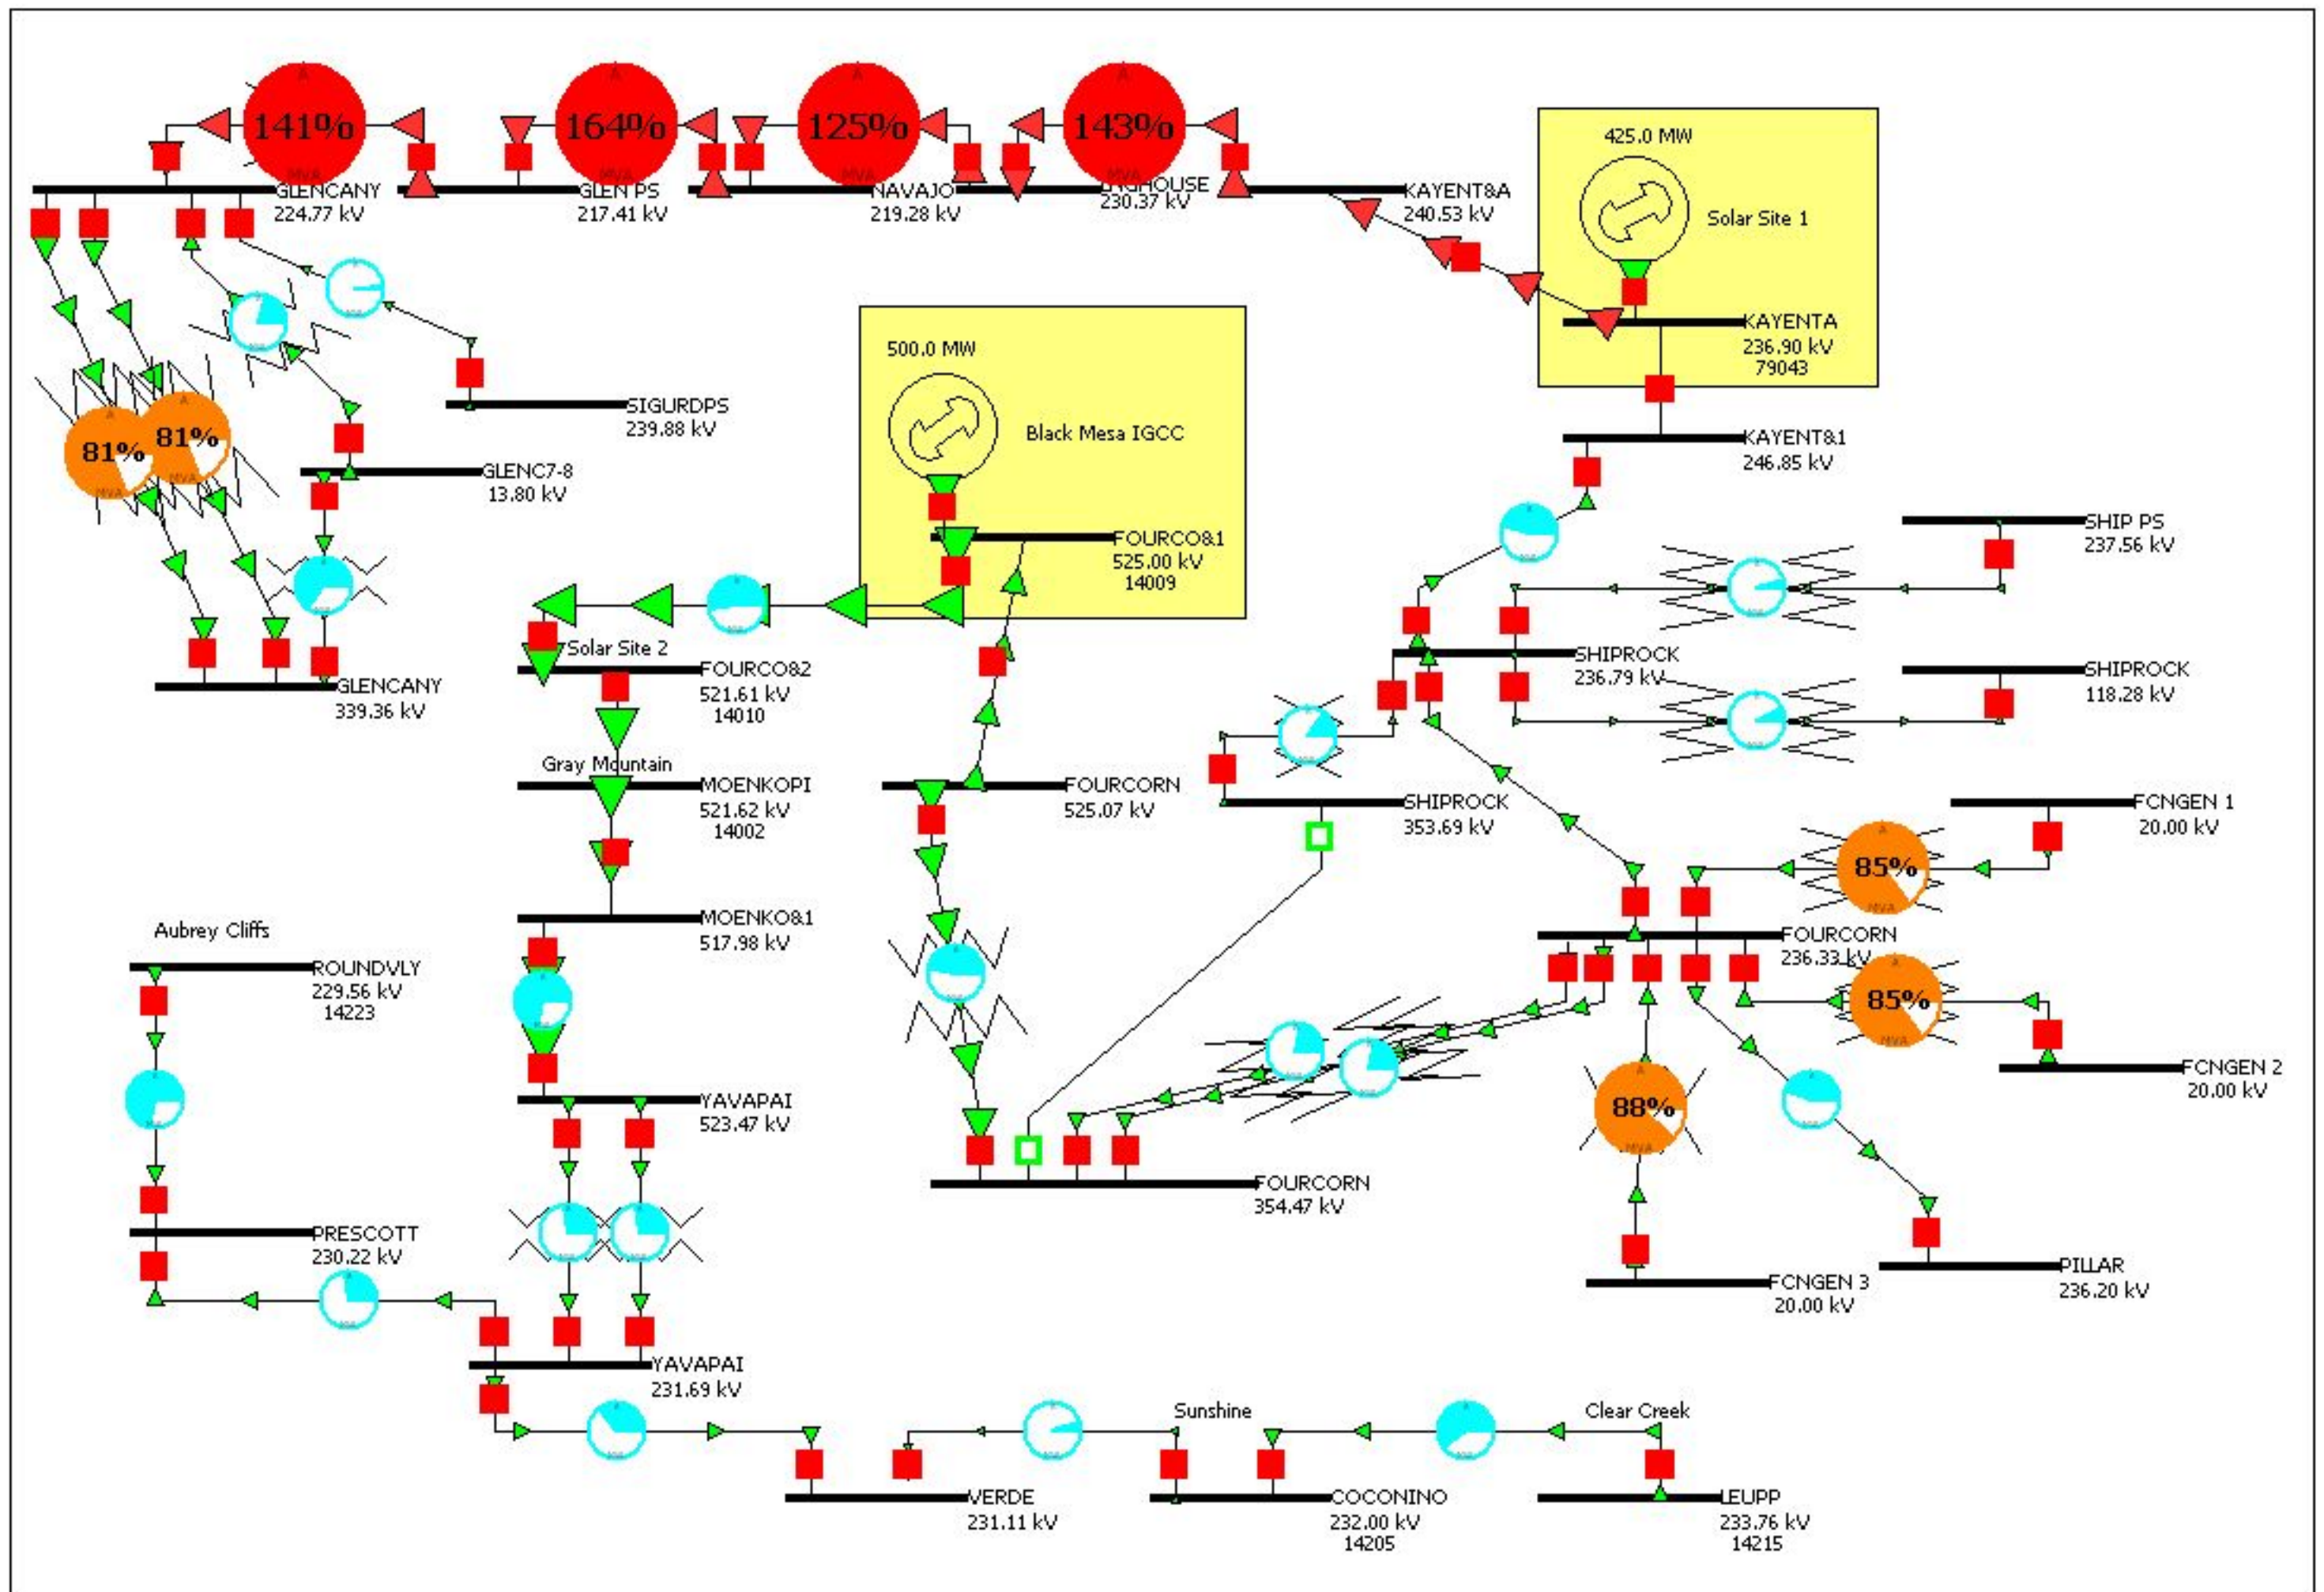 141%
MVA
164%
MVA
125%
MVA
143%
MVA
GLENCANY
224.77 kV
GLEN PS
217.41 kV
NAVAJO
219.28 kV
230.37 kV
KAYENT&A
240.53 kV
425.0 MW
Solar Site 1
KAYENTA
236.90 kV
79043
KAYENT&1
246.85 kV
500.0 MW
Black Mesa IGCC
FOURCO&1
525.00 kV
14009
SIGURDPS
239.88 kV
81%
MVA
81%
MVA
GLENC7-8
13.80 kV
GLENCANY
339.36 kV
SHIP PS
237.56 kV
SHIPROCK
236.79 kV
SHIPROCK
118.28 kV
Solar Site 2
FOURCO&2
521.61 kV
14010
Gray Mountain
MOENKOPI
521.62 kV
14002
FOURCORN
525.07 kV
SHIPROCK
353.69 kV
FCNGEN 1
20.00 kV
85%
MVA
MOENKO&1
517.98 kV
FOURCORN
236.33 kV
85%
MVA
FCNGEN 2
20.00 kV
Aubrey Cliffs
ROUNDVLY
229.56 kV
14223
YAVAPAI
523.47 kV
88%
MVA
FOURCORN
354.47 kV
PRESCOTT
230.22 kV
FCNGEN 3
20.00 kV
PILLAR
236.20 kV
YAVAPAI
231.69 kV
Sunshine
Clear Creek
VERDE
231.11 kV
COCONINO
232.00 kV
14205
LEUPP
233.76 kV
14215